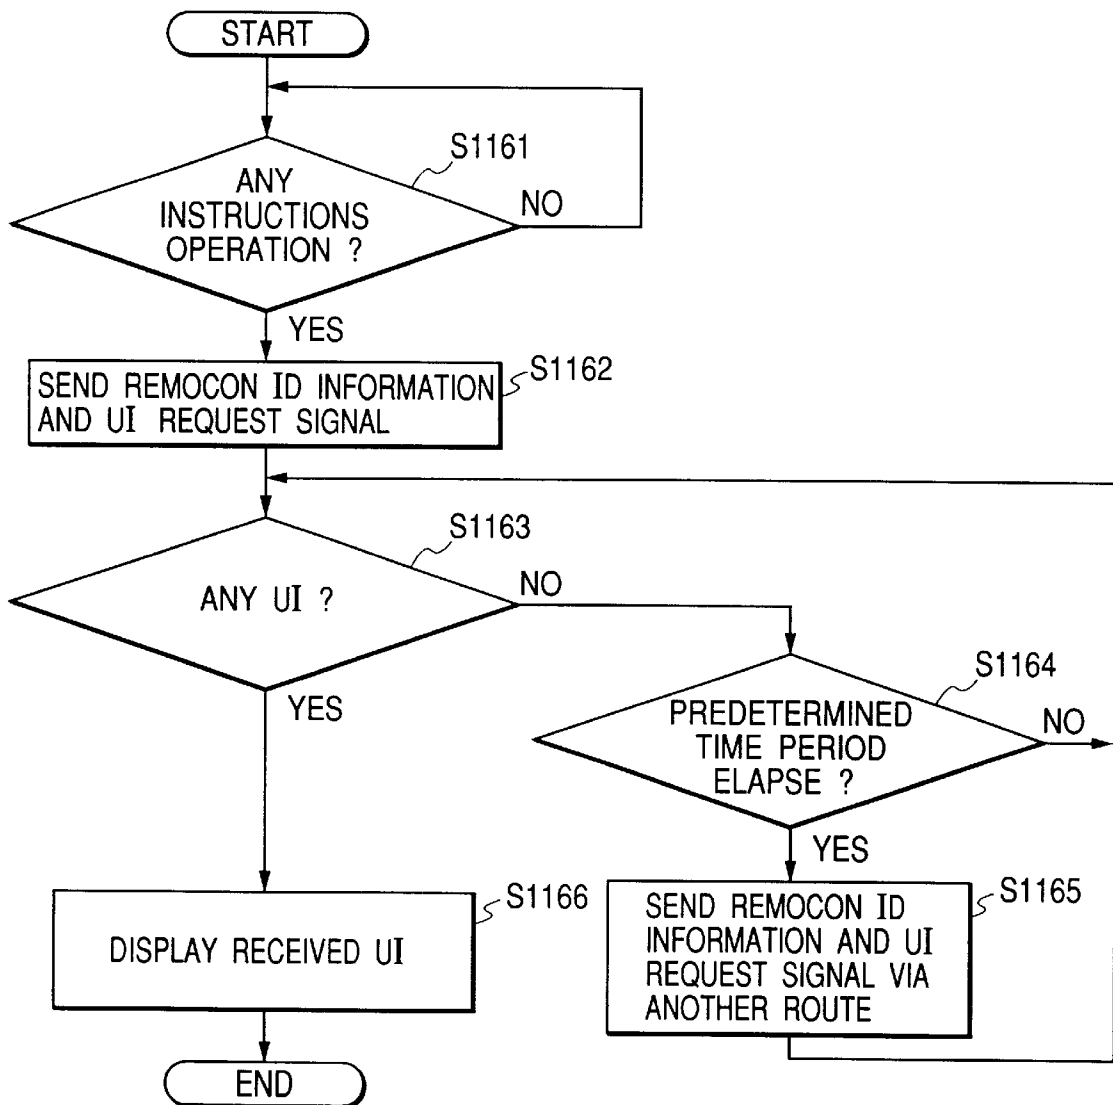 START
S1161
ANY
INSTRUCTIONS
OPERATION ?
NO
YES
SEND REMOCON ID INFORMATION
AND UI REQUEST SIGNAL
S1162
S1163
ANY UI ?
NO
YES
S1164
PREDETERMINED
TIME PERIOD
ELAPSE ?
NO
YES
S1165
SEND REMOCON ID
INFORMATION AND UI
REQUEST SIGNAL VIA
ANOTHER ROUTE
S1166
DISPLAY RECEIVED UI
END